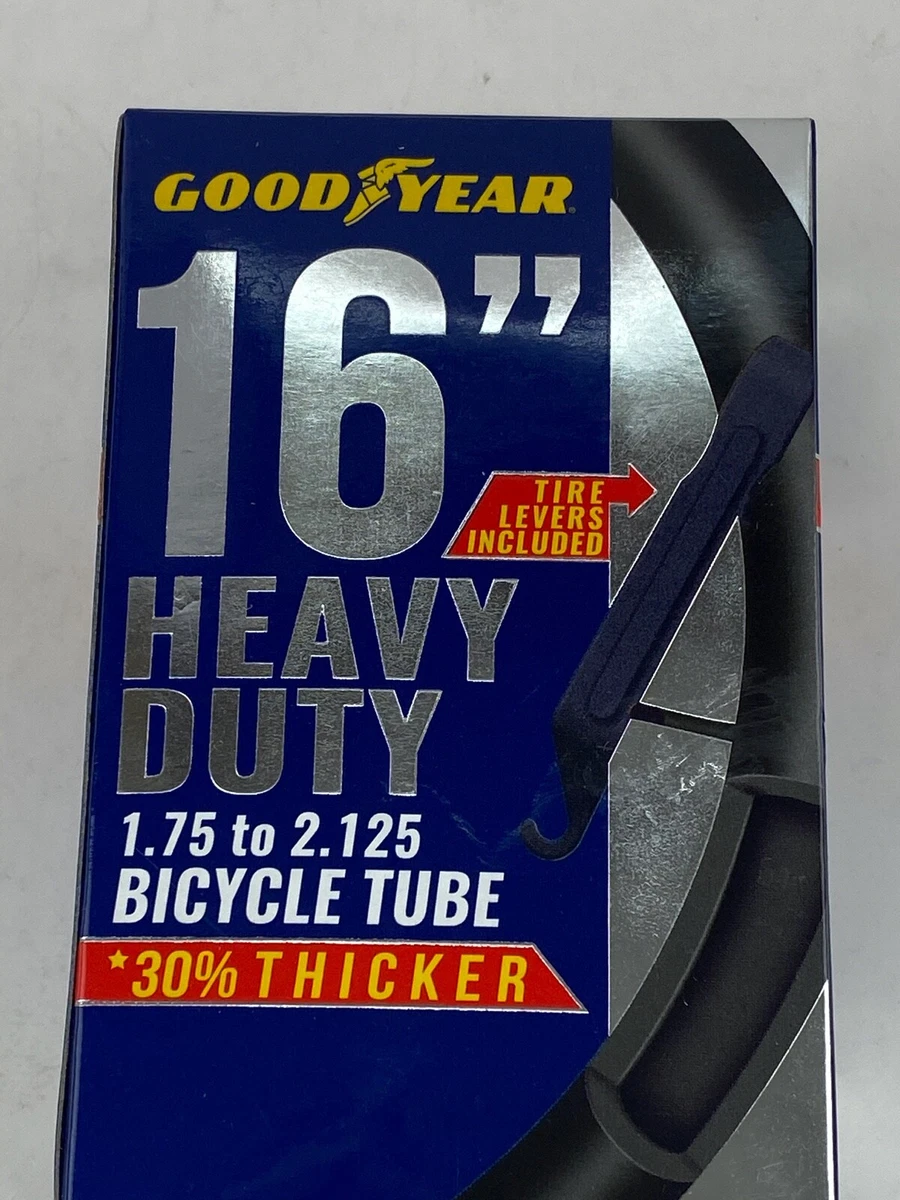 GOODYEAR
16”
TIRE
LEVERS
INCLUDED
HEAVY
DUTY
1.75 to 2.125
BICYCLE TUBE
*30% THICKER